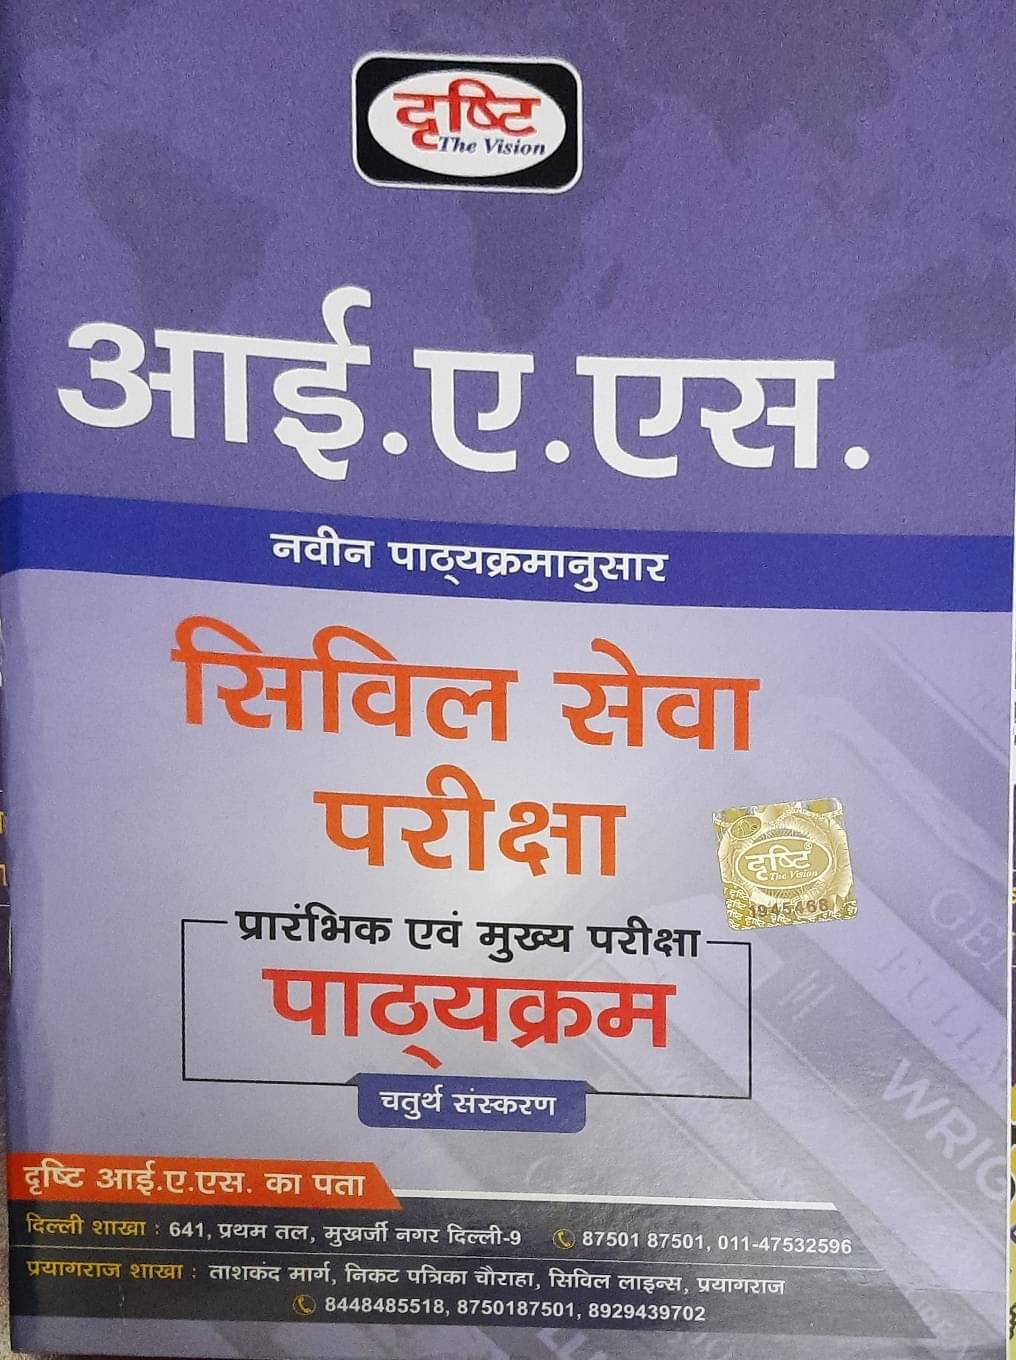 दृष्टि
The Vision
आई.ए.एस.
नवीन पाठ्यक्रमानुसार
सिविल सेवा
परीक्षा
दृष्टि
The Vision
1945468
प्रारंभिक एवं मुख्य परीक्षा
पाठ्यक्रम
चतुर्थ संस्करण
दृष्टि आई.ए.एस. का पता
दिल्ली शाखा : 641, प्रथम तल, मुखर्जी नगर दिल्ली-9 87501 87501, 011-47532596
प्रयागराज शाखा : ताशकंद मार्ग, निकट पत्रिका चौराहा, सिविल लाइन्स, प्रयागराज
8448485518, 8750187501, 8929439702